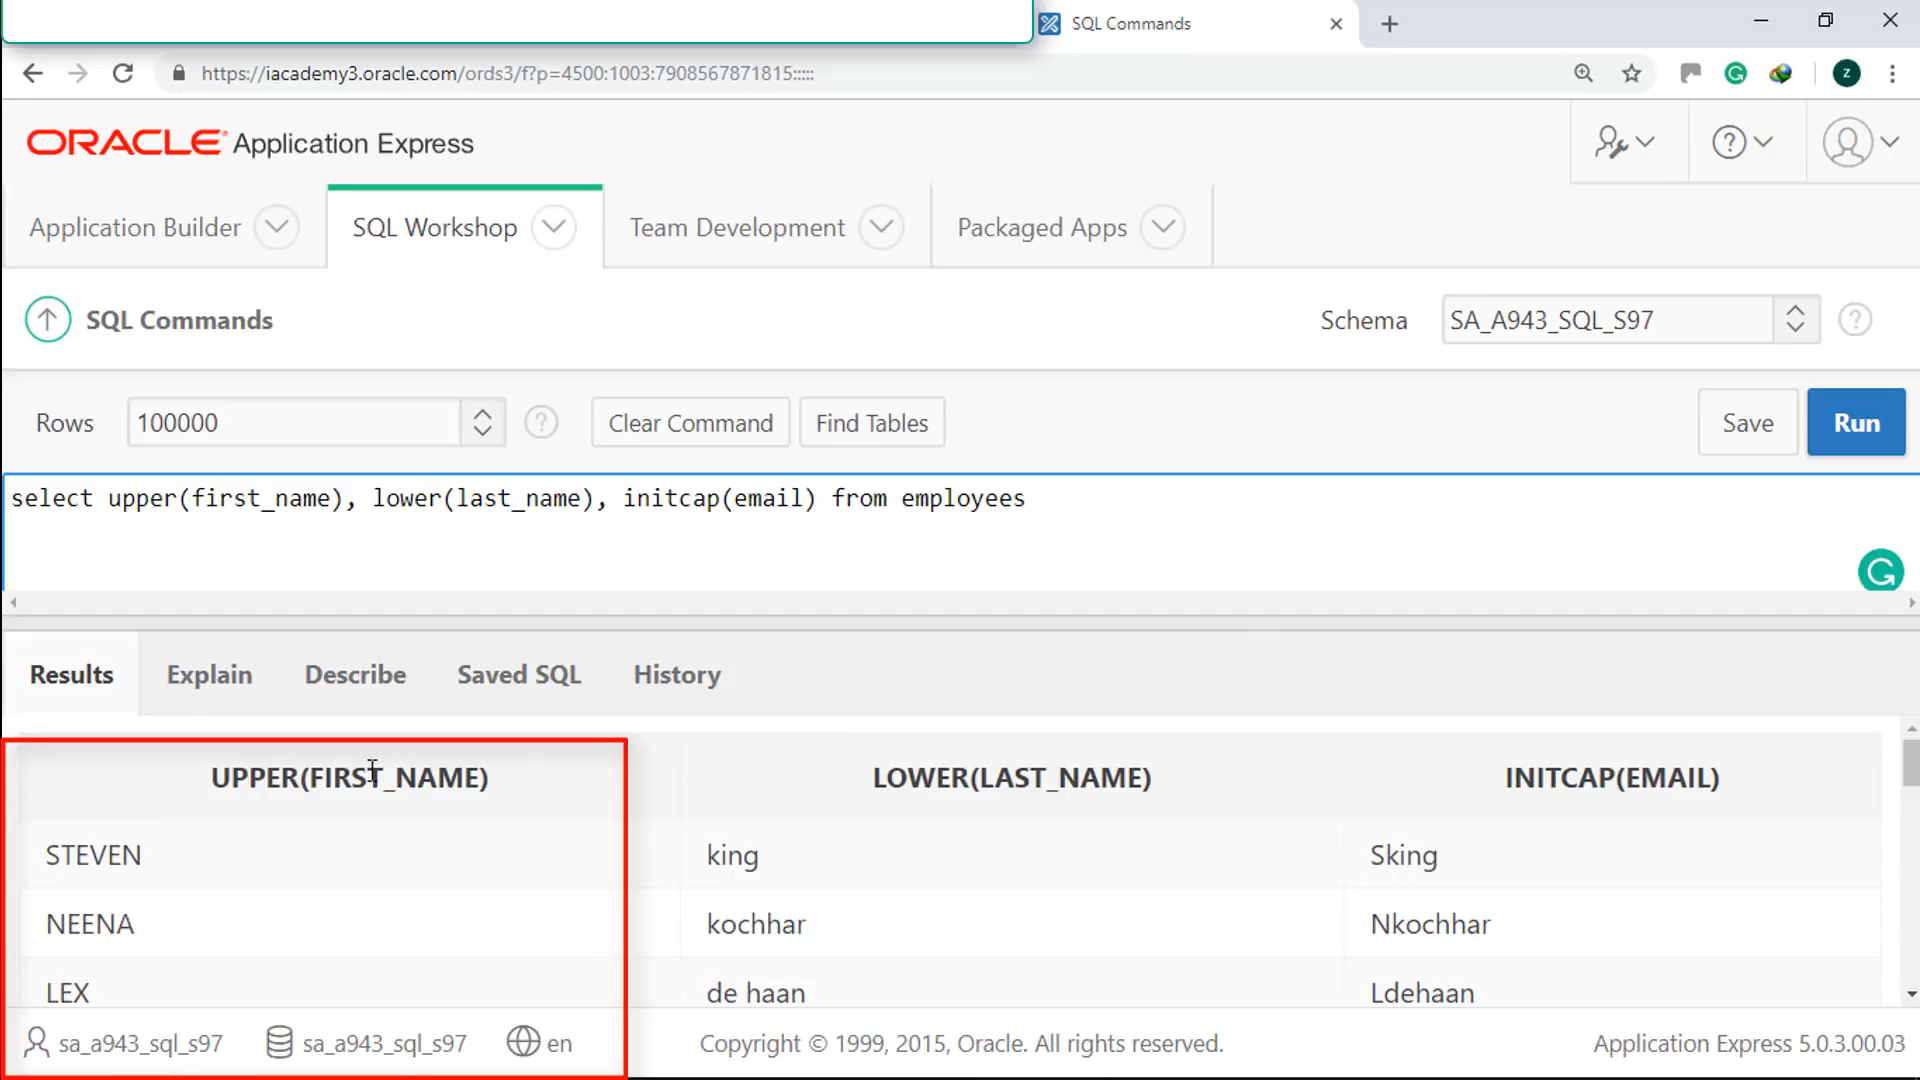 SQL Commands
https://iacademy3.oracle.com/ords3/f?p=4500:1003:7908567871815:::::
z
ORACLE Application Express
Application Builder
SQL Workshop
Team Development
Packaged Apps
SQL Commands
Schema
SA_A943_SQL_S97
Rows
100000
Clear Command
Find Tables
Save
Run
select upper(first_name), lower(last_name), initcap(email) from employees
Results
Explain
Describe
Saved SQL
History
UPPER(FIRST_NAME)
LOWER(LAST_NAME)
INITCAP(EMAIL)
STEVEN
king
Sking
NEENA
kochhar
Nkochhar
LEX
de haan
Ldehaan
sa_a943_sql_s97
sa_a943_sql_s97
en
Copyright © 1999, 2015, Oracle. All rights reserved.
Application Express 5.0.3.00.03